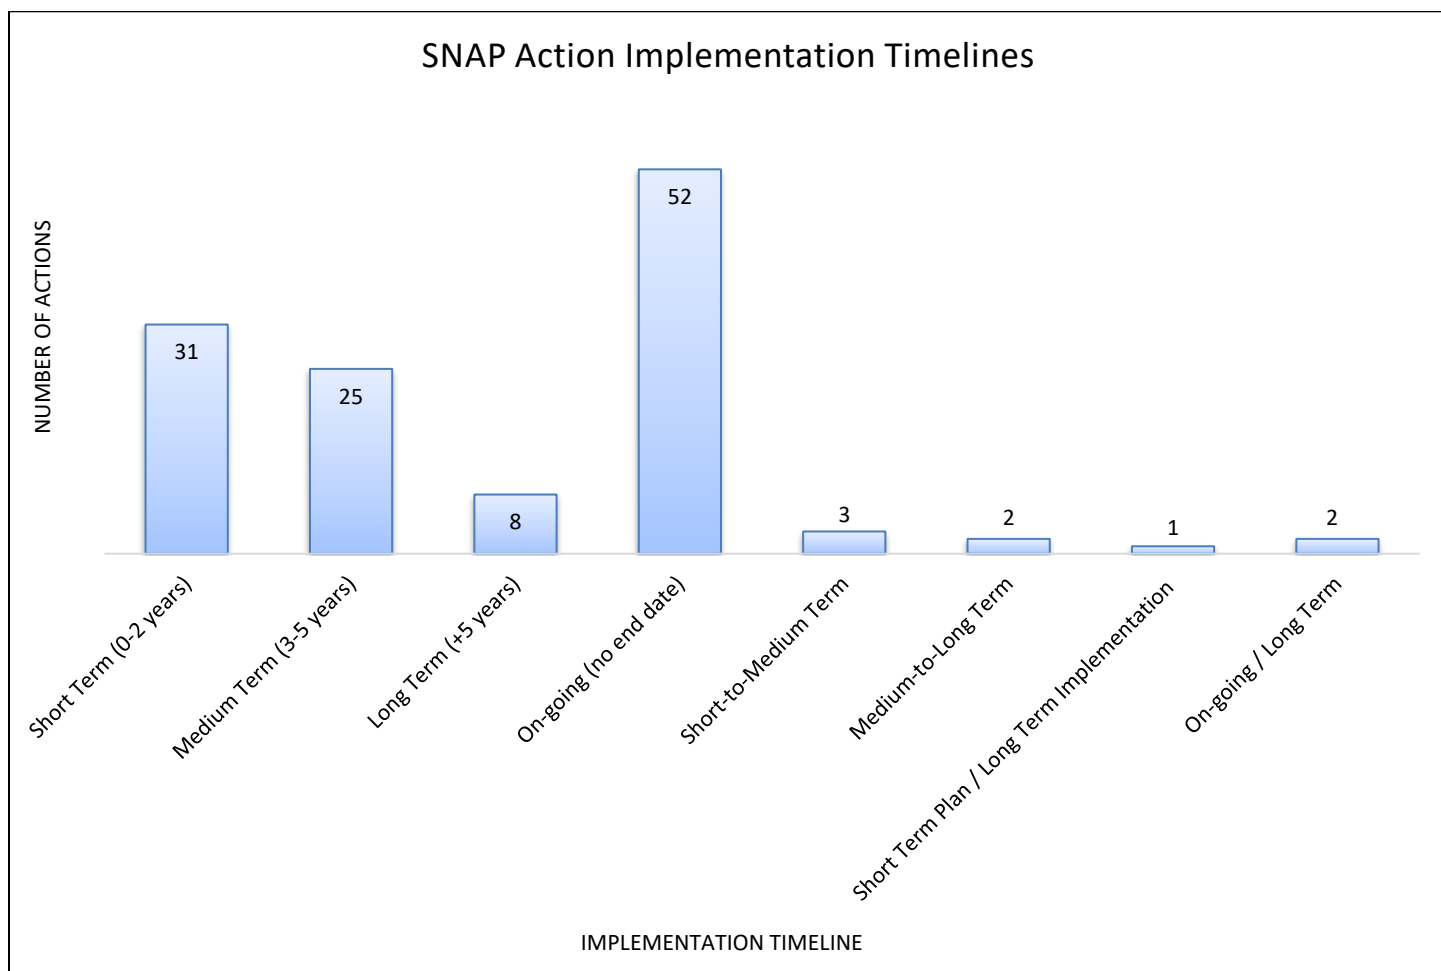 SNAP Action Implementation Timelines
NUMBER OF ACTIONS
31
25
8
52
3
2
1
2
Short Term (0-2 years)
Medium Term (3-5 years)
Long Term (+5 years)
On-going (no end date)
Short-to-Medium Term
Medium-to-Long Term
Short Term Plan / Long Term Implementation
On-going / Long Term
IMPLEMENTATION TIMELINE